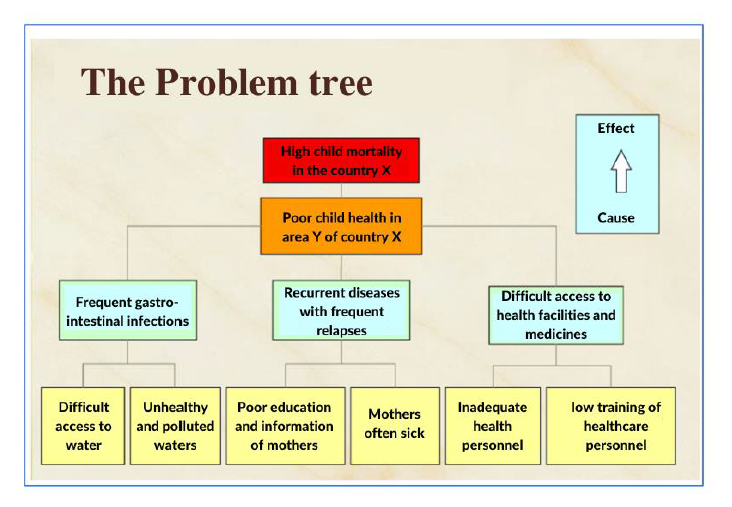 The Problem tree
Effect
Cause
High child mortality
in the country X
Poor child health in
area Y of country X
Frequent gastro-
intestinal infections
Recurrent diseases
with frequent
relapses
Difficult access to
health facilities and
medicines
Difficult
access to
water
Unhealthy
and polluted
waters
Poor education
and information
of mothers
Mothers
often sick
Inadequate
health
personnel
low training of
healthcare
personnel